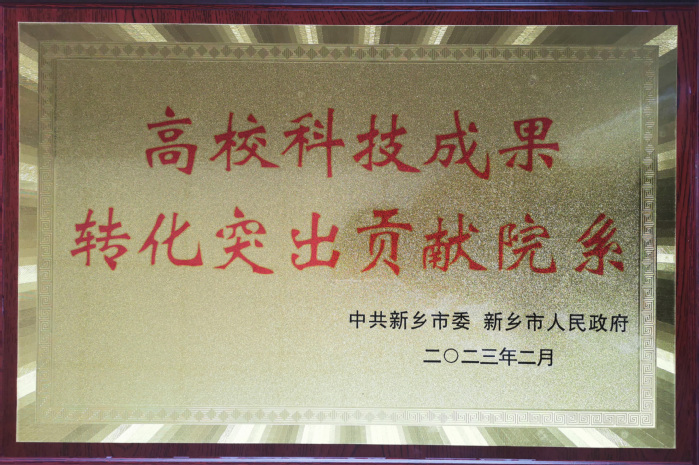 高校科技成果
转化突出贡献院系
中共新乡市委 新乡市人民政府
二〇二三年二月